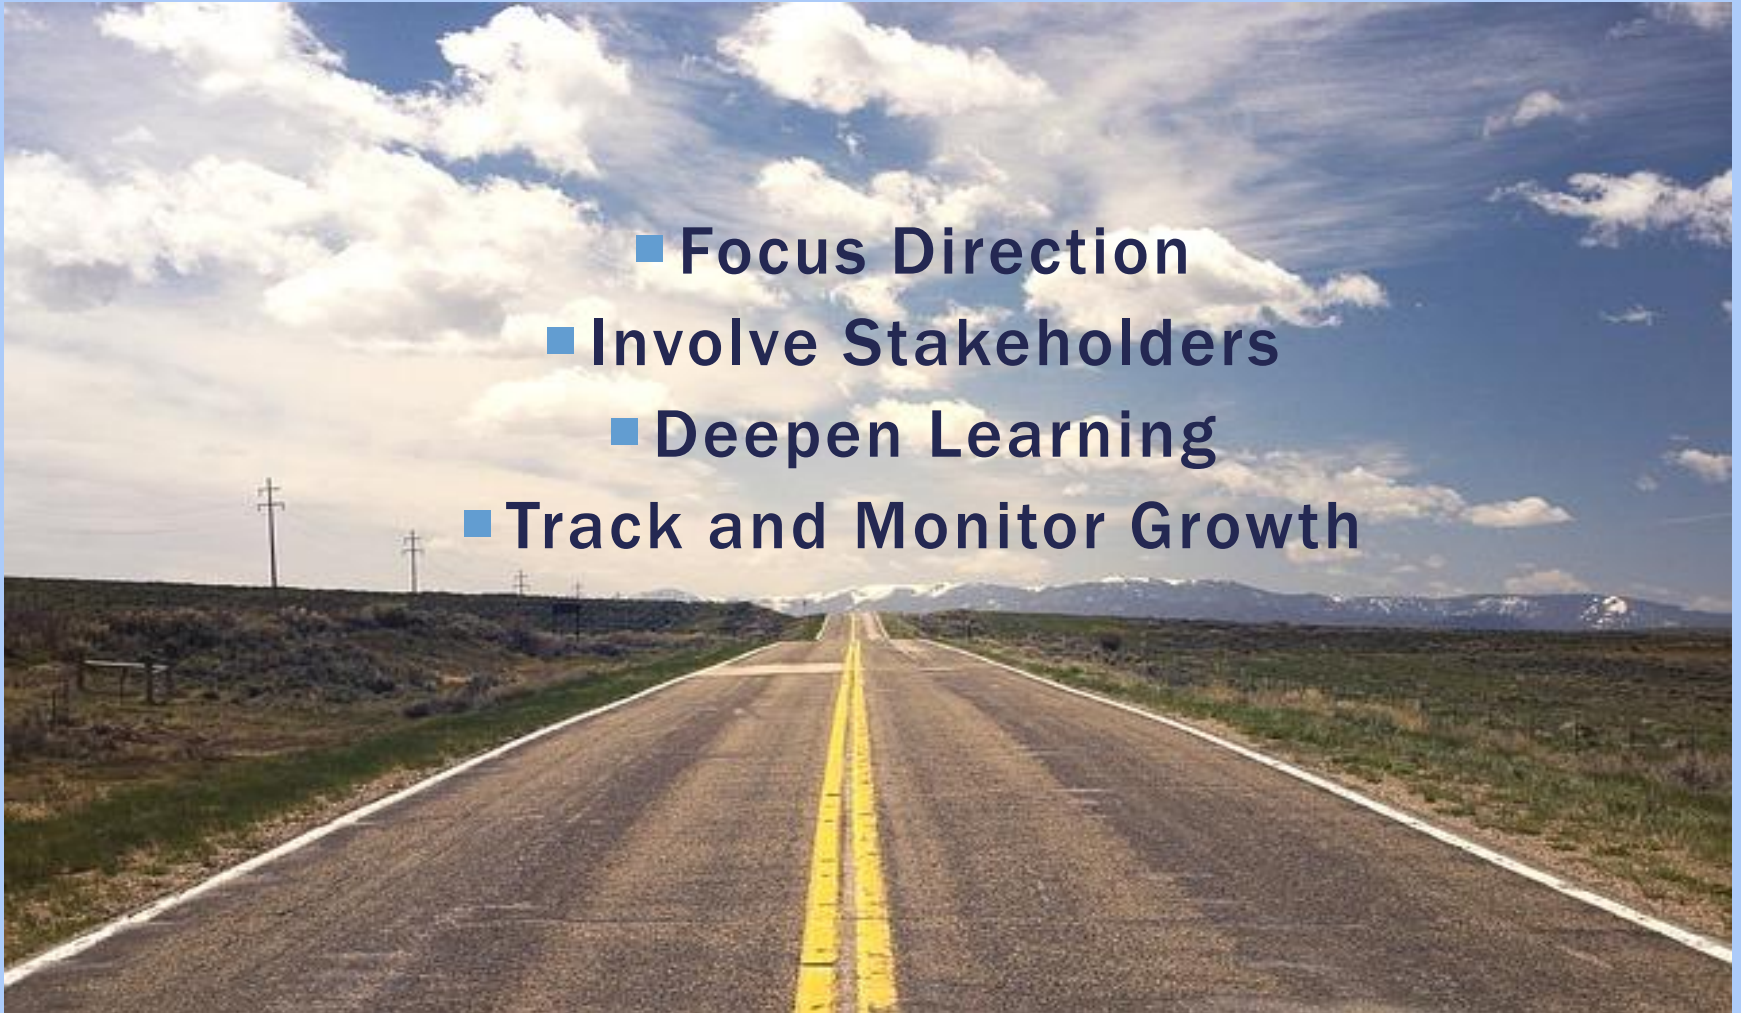 Focus Direction
Involve Stakeholders
Deepen Learning
Track and Monitor Growth